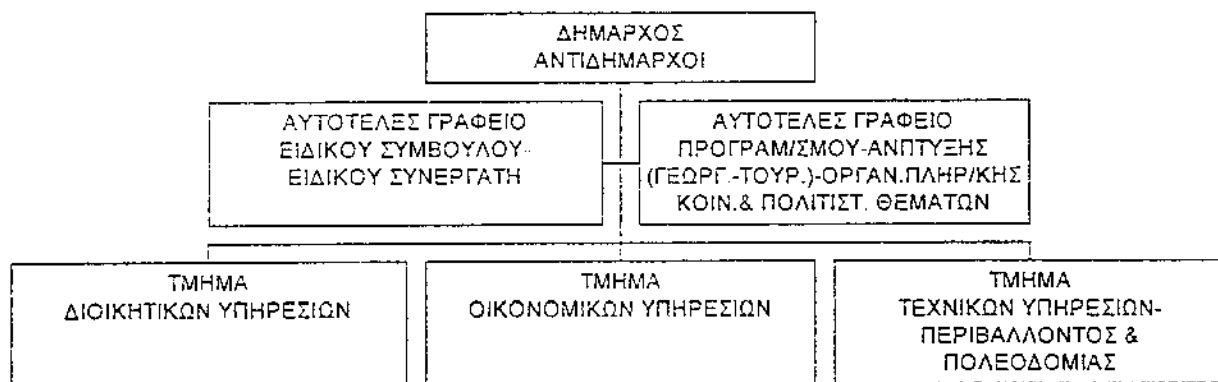 ΔΗΜΑΡΧΟΣ
ΑΝΤΙΔΗΜΑΡΧΟΙ
ΑΥΤΟΤΕΛΕΣ ΓΡΑΦΕΙΟ
ΕΙΔΙΚΟΥ ΣΥΜΒΟΥΛΟΥ-
ΕΙΔΙΚΟΥ ΣΥΝΕΡΓΑΤΗ
ΑΥΤΟΤΕΛΕΣ ΓΡΑΦΕΙΟ
ΠΡΟΓΡΑΜ/ΣΜΟΥ-ΑΝΠΤΥΞΗΣ
(ΓΕΩΡΓ.-ΤΟΥΡ.)-ΟΡΓΑΝ.ΠΛΗΡ/ΚΗΣ
ΚΟΙΝ.& ΠΟΛΙΤΙΣΤ. ΘΕΜΑΤΩΝ
ΤΜΗΜΑ
ΔΙΟΙΚΗΤΙΚΩΝ ΥΠΗΡΕΣΙΩΝ
ΤΜΗΜΑ
ΟΙΚΟΝΟΜΙΚΩΝ ΥΠΗΡΕΣΙΩΝ
ΤΜΗΜΑ
ΤΕΧΝΙΚΩΝ ΥΠΗΡΕΣΙΩΝ-
ΠΕΡΙΒΑΛΛΟΝΤΟΣ &
ΠΟΛΕΟΔΟΜΙΑΣ